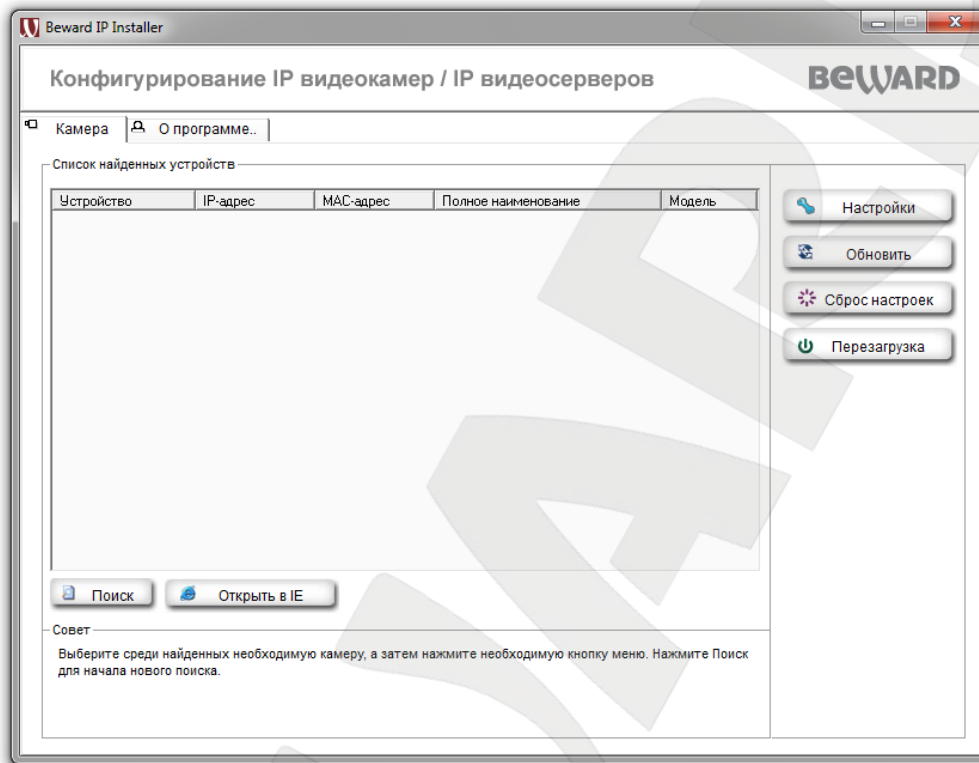 Beward IP Installer
Конфигурирование IP видеокамер / IP видеосерверов
BEWARD
Камера
О программе..
Список найденных устройств
Устройство IP-адрес MAC-адрес Полное наименование Модель
Настройки
Обновить
Сброс настроек
Перезагрузка
Поиск
Открыть в IE
Совет
Выберите среди найденных необходимую камеру, а затем нажмите необходимую кнопку меню. Нажмите Поиск
для начала нового поиска.